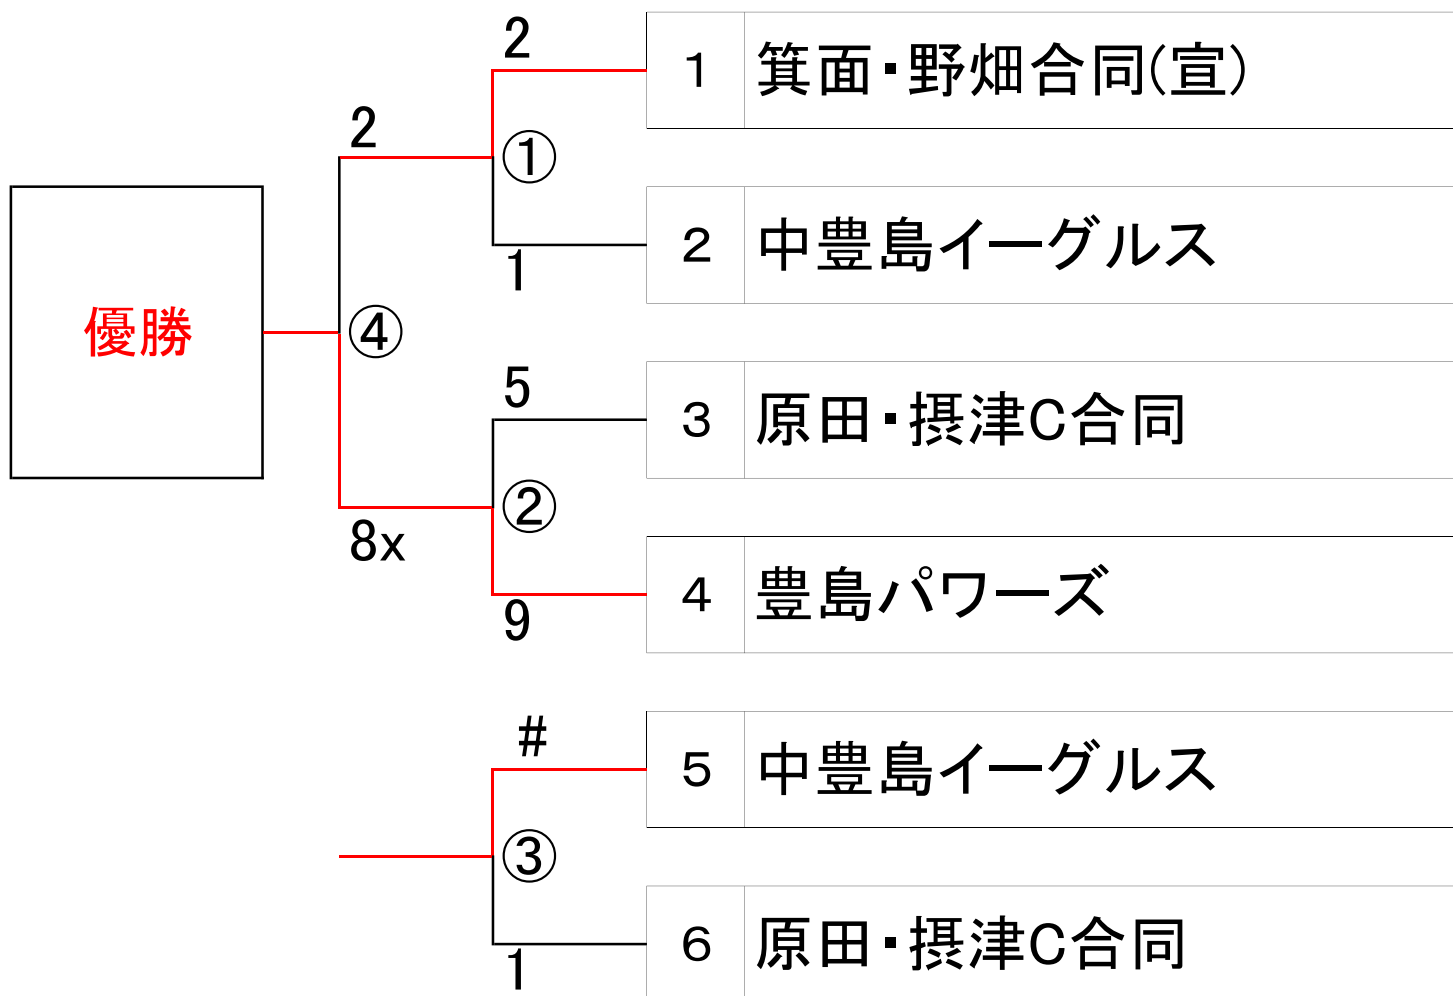 2
1 箕面・野畑合同(宣)
2
①
2 中豊島イーグルス
1
優勝
④
5
3 原田・摂津C合同
②
8x
4 豊島パワーズ
9
#
5 中豊島イーグルス
③
6 原田・摂津C合同
1